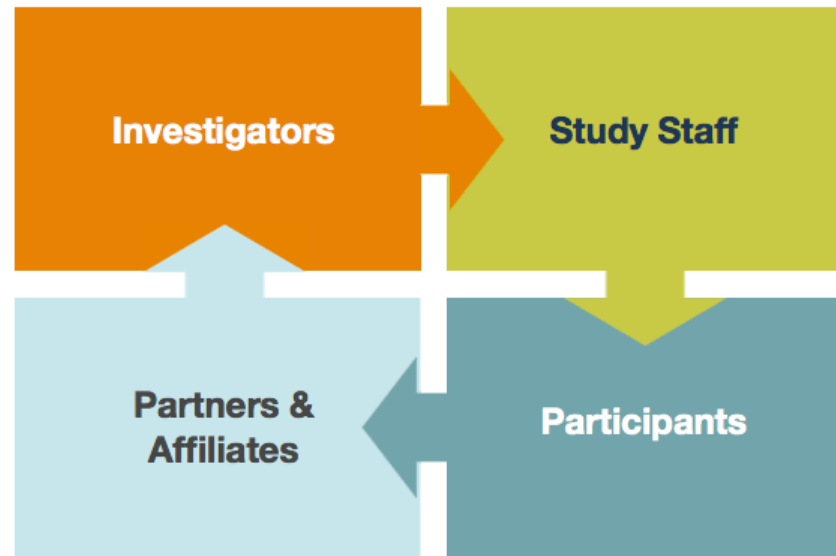 Investigators
Study Staff
Partners &
Affiliates
Participants